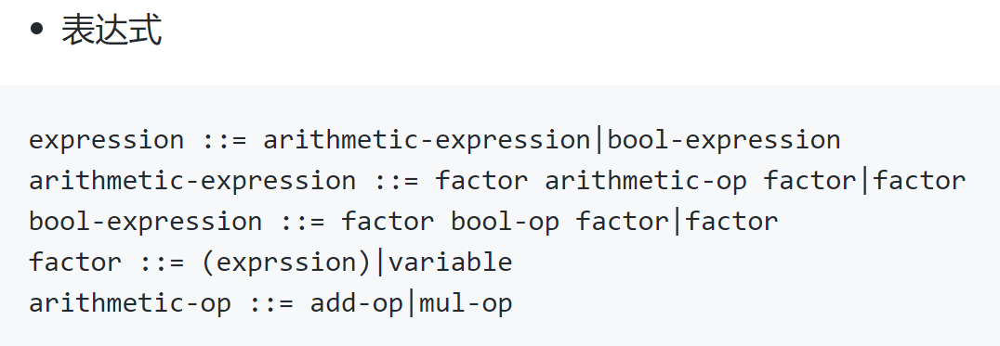 • 表达式
expression ::= arithmetic-expression|bool-expression
arithmetic-expression ::= factor arithmetic-op factor|factor
bool-expression ::= factor bool-op factor|factor
factor ::= (exprssion)|variable
arithmetic-op ::= add-op|mul-op